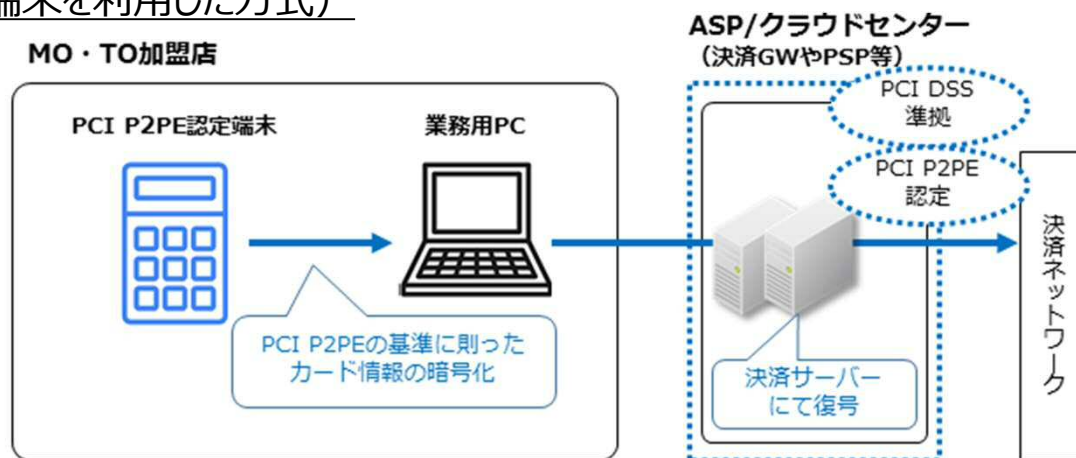 端末を利用した方式）
MO・TO加盟店
ASP/クラウドセンター
（決済GWやPSP等）
PCI DSS
準拠
PCI P2PE認定端末
業務用PC
PCI P2PE
認定
決済ネットワーク
PCI P2PEの基準に則った
カード情報の暗号化
決済サーバー
にて復号